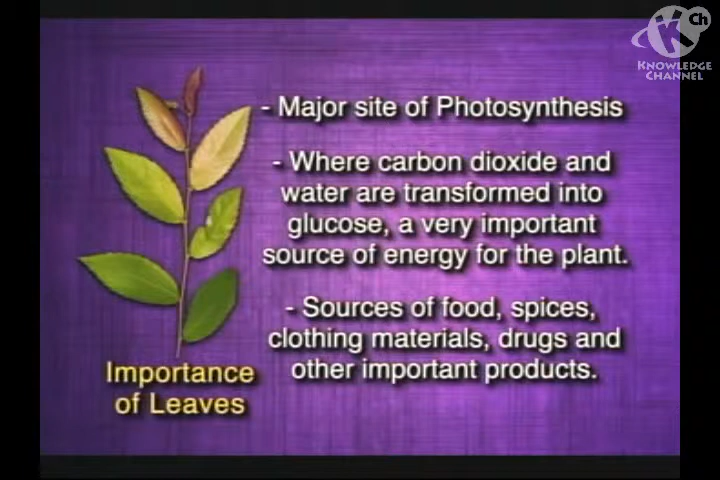 Ch
K
KNOWLEDGE
CHANNEL
- Major site of Photosynthesis
- Where carbon dioxide and
water are transformed into
glucose, a very important
source of energy for the plant.
- Sources of food, spices,
clothing materials, drugs and
other important products.
Importance
of Leaves